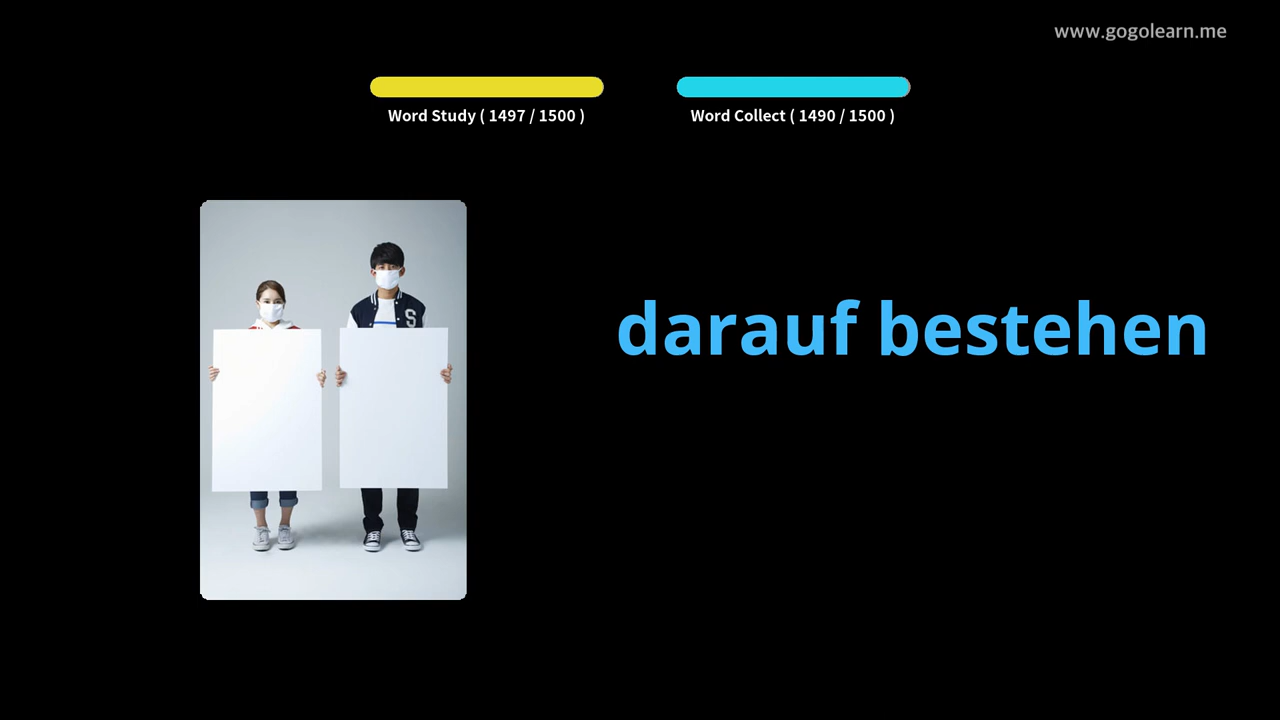 www.gogolearn.me
Word Study ( 1497 / 1500 )
Word Collect ( 1490 / 1500 )
S
darauf bestehen